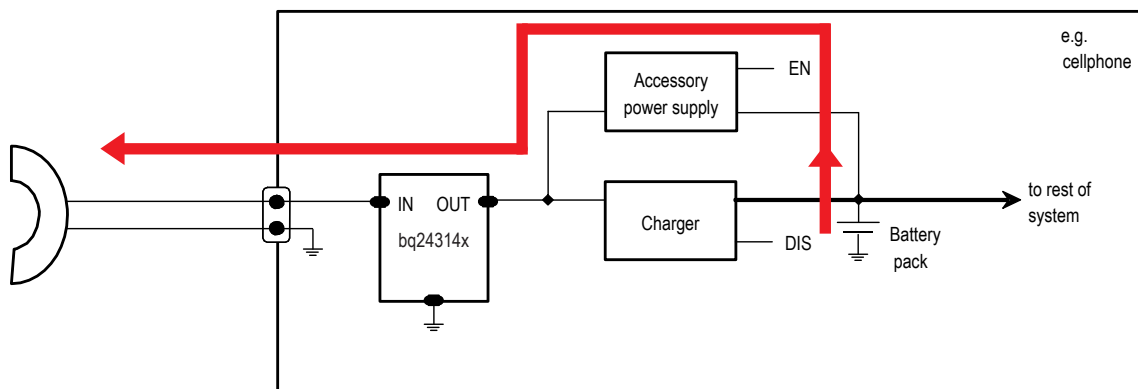 e.g.
cellphone
Accessory
power supply
EN
IN
OUT
bq24314x
Charger
DIS
Battery
pack
to rest of
system